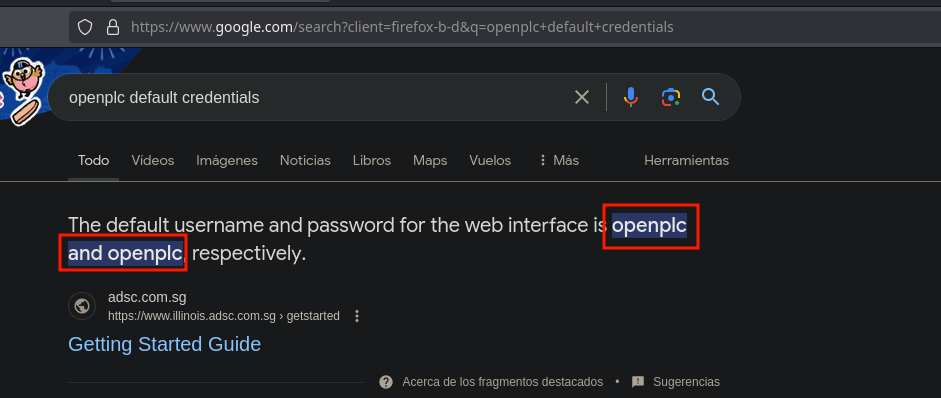 https://www.google.com/search?client=firefox-b-d&q=openplc+default+credentials
openplc default credentials
Todo Vídeos Imágenes Noticias Libros Maps Vuelos Más Herramientas
The default username and password for the web interface is openplc
and openplc, respectively.
adsc.com.sg
https://www.illinois.adsc.com.sg › getstarted
Getting Started Guide
Acerca de los fragmentos destacados • Sugerencias